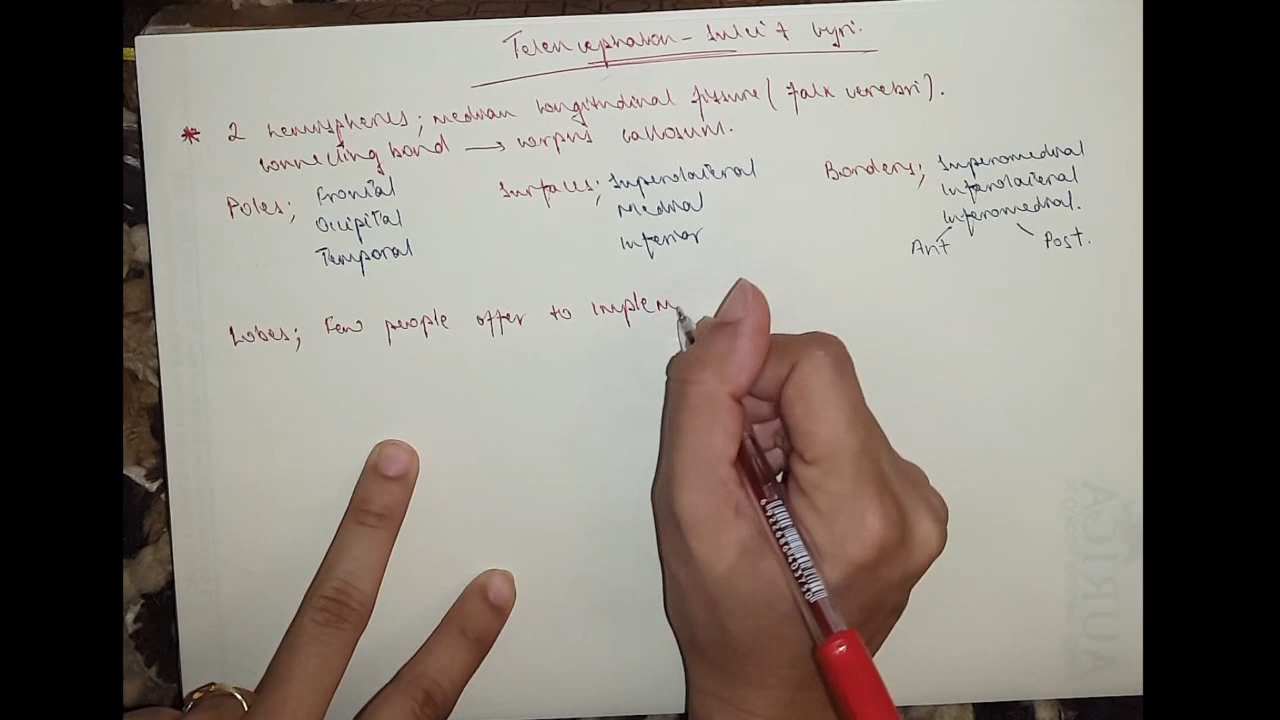 Telencephalon - Sulci + Gyri.
* 2 hemispheres; median longitudinal fissure (falx cerebri).
connecting band → corpus callosum.
Poles; Frontal
Occipital
Temporal
Surfaces; Superolateral
Medial
Inferior
Borders; Superomedial
Inferolateral
Inferomedial.
Ant Post.
Lobes; Few people offer to implem
AURIGA